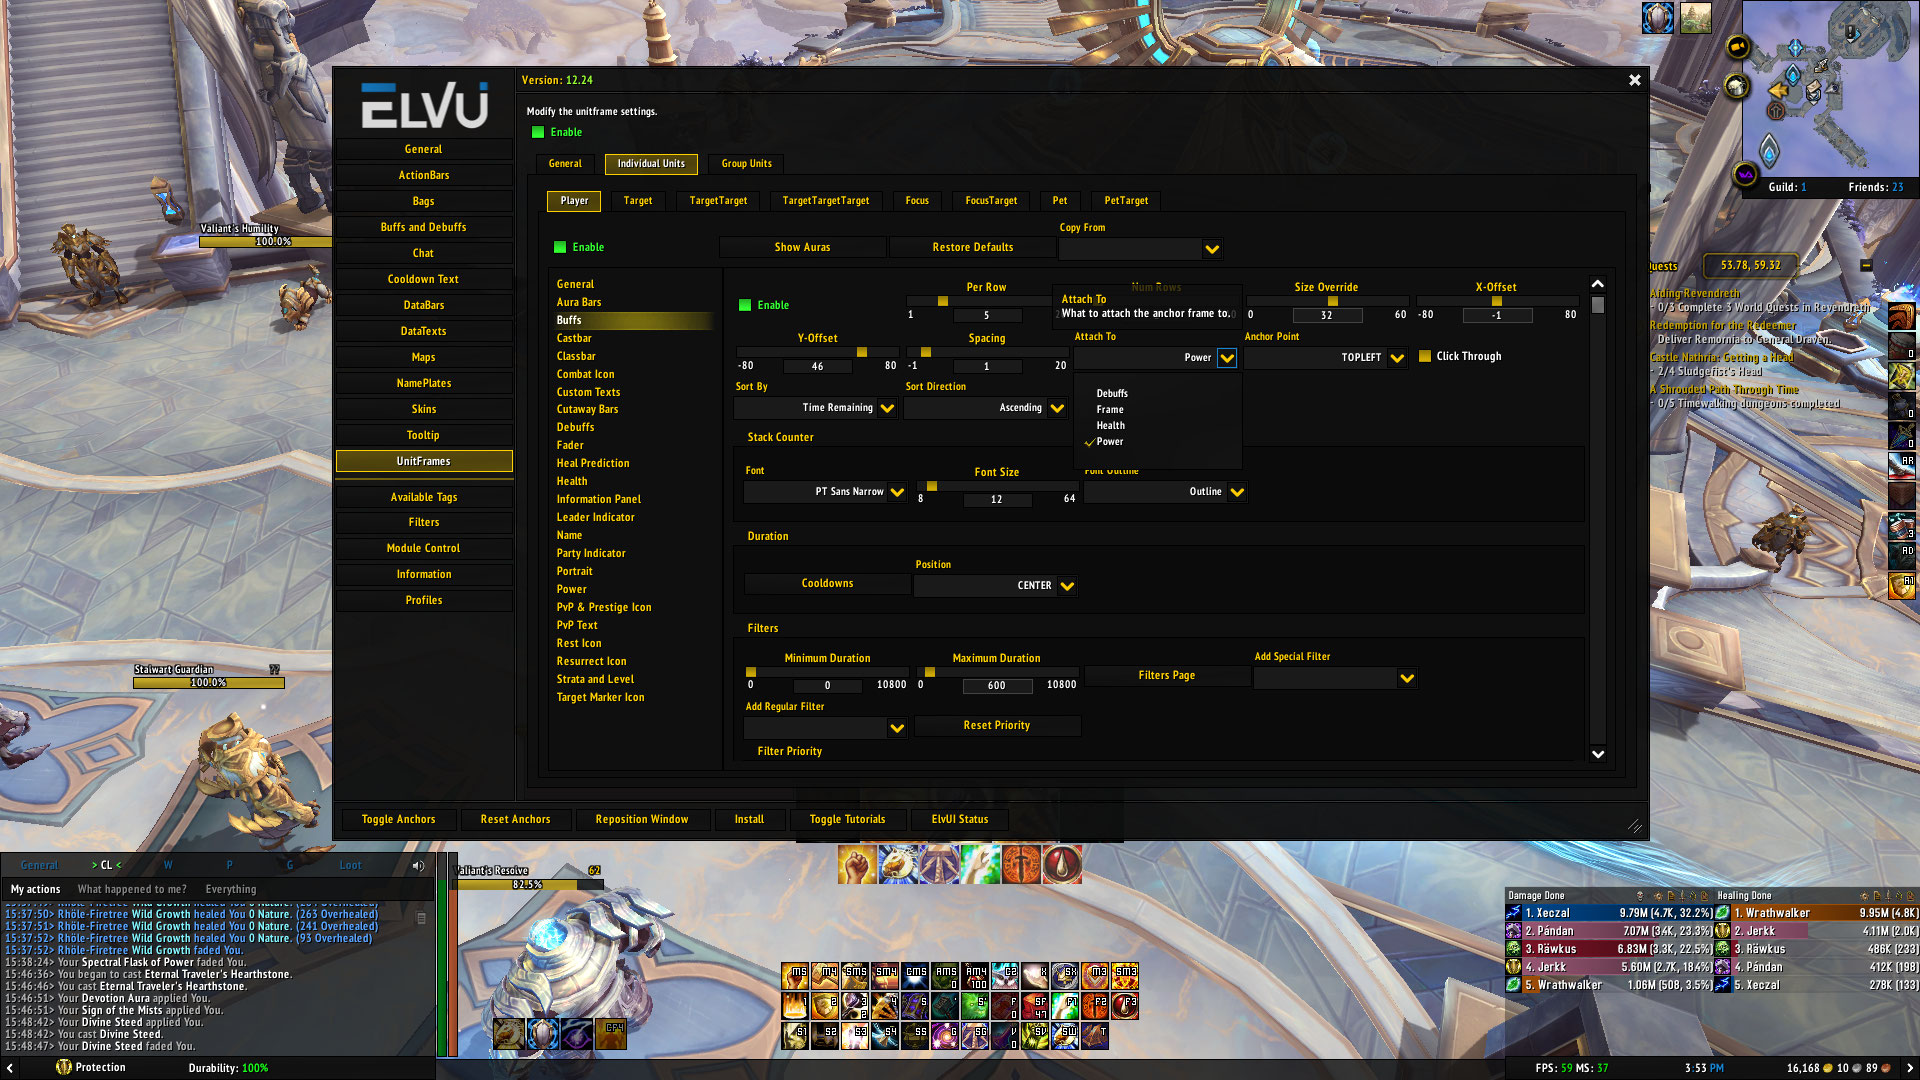 ELVUI
Version: 12.24
Modify the unitframe settings.
Enable
General
Individual Units
Group Units
Player
Target
TargetTarget
TargetTargetTarget
Focus
FocusTarget
Pet
PetTarget
Enable
Show Auras
Restore Defaults
Copy From
General
ActionBars
Bags
Buffs and Debuffs
Chat
Cooldown Text
DataBars
DataTexts
Maps
NamePlates
Skins
Tooltip
UnitFrames
Available Tags
Filters
Module Control
Information
Profiles
General
Aura Bars
Buffs
Castbar
Classbar
Combat Icon
Custom Texts
Cutaway Bars
Debuffs
Fader
Heal Prediction
Health
Information Panel
Leader Indicator
Name
Party Indicator
Portrait
Power
PvP & Prestige Icon
PvP Text
Rest Icon
Resurrect Icon
Strata and Level
Target Marker Icon
Enable
Per Row
1 5
Num Rows
Attach To
What to attach the anchor frame to.
Size Override
0 32 60
X-Offset
-80 -1 80
Y-Offset
-80 46 80
Spacing
-1 1 20
Attach To
Power
Anchor Point
TOPLEFT
Click Through
Debuffs
Frame
Health
Power
Sort By
Time Remaining
Sort Direction
Ascending
Stack Counter
Font
PT Sans Narrow
Font Size
8 12 64
Font Outline
Outline
Duration
Cooldowns
Position
CENTER
Filters
Minimum Duration
0 0 10800
Maximum Duration
0 600 10800
Filters Page
Add Special Filter
Add Regular Filter
Reset Priority
Filter Priority
Toggle Anchors
Reset Anchors
Reposition Window
Install
Toggle Tutorials
ElvUI Status
Valiant's Humility
100.0%
Stalwart Guardian ??
100.0%
Valiant's Resolve 62
82.5%
Guild: 1
Friends: 23
Quests
53.78, 59.32
Aiding Revendreth
- 0/3 Complete 3 World Quests in Revendreth
Redemption for the Redeemer
Deliver Remornia to General Draven.
Castle Nathria: Getting a Head
- 2/4 Sludgefist's Head
A Shrouded Path Through Time
- 0/5 Timewalking dungeons completed
General
> CL <
W
P
G
Loot
My actions
What happened to me?
Everything
15:37:50> Rhöle-Firetree Wild Growth healed You 0 Nature. (263 Overhealed)
15:37:51> Rhöle-Firetree Wild Growth healed You 0 Nature. (241 Overhealed)
15:37:52> Rhöle-Firetree Wild Growth healed You 0 Nature. (93 Overhealed)
15:37:52> Rhöle-Firetree Wild Growth faded You.
15:38:24> Your Spectral Flask of Power faded You.
15:46:36> You began to cast Eternal Traveler's Hearthstone.
15:46:46> You cast Eternal Traveler's Hearthstone.
15:46:51> Your Devotion Aura applied You.
15:46:51> Your Sign of the Mists applied You.
15:48:42> Your Divine Steed applied You.
15:48:42> You cast Divine Steed.
15:48:47> Your Divine Steed faded You.
Protection
Durability: 100%
Damage Done
1. Xeczal 9.79M (4.7K, 32.2%)
2. Pándan 7.07M (34K, 23.3%)
3. Räwkus 6.83M (3.3K, 22.5%)
4. Jerkk 5.60M (2.7K, 18.4%)
5. Wrathwalker 1.06M (508, 3.5%)
Healing Done
1. Wrathwalker 9.95M (4.8K)
2. Jerkk 4.11M (2.0K)
3. Räwkus 486K (233)
4. Pándan 412K (198)
5. Xeczal 278K (133)
FPS: 59 MS: 37
3:53 PM
16,168 10 89